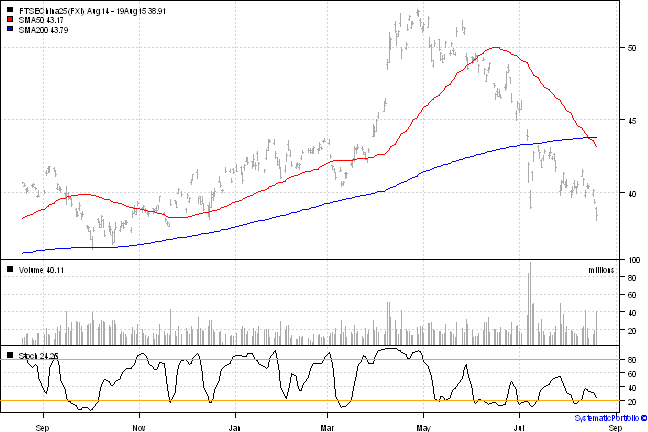 FTSEChina25(FXI) Aug14 - 19Aug15 38.91
SMA50 43.17
SMA200 43.79
50
45
40
100
Volume 40.11
millions
80
60
40
20
Stoch 24.26
80
60
40
20
Sep Nov Jan Mar May Jul Sep
SystematicPortfolio ©